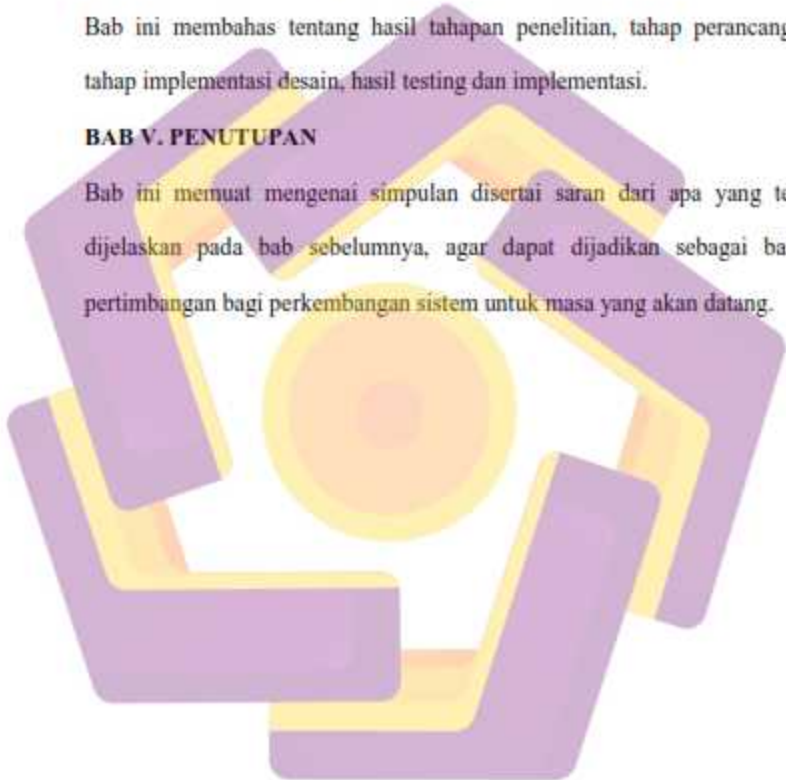 Bab ini membahas tentang hasil tahapan penelitian, tahap perancang
tahap implementasi desain, hasil testing dan implementasi.
BAB V. PENUTUPAN
Bab ini memuat mengenai simpulan disertai saran dari apa yang te
dijelaskan pada bab sebelumnya, agar dapat dijadikan sebagai ba
pertimbangan bagi perkembangan sistem untuk masa yang akan datang.